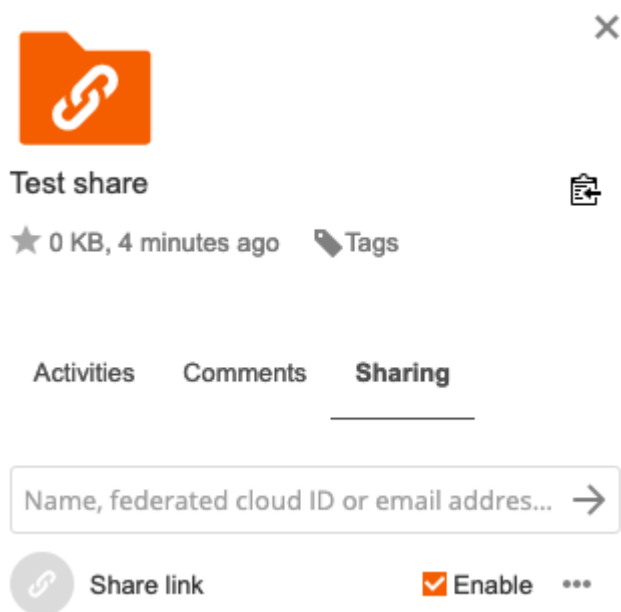 Test share
0 KB, 4 minutes ago Tags
Activities Comments Sharing
Name, federated cloud ID or email addres...
Share link Enable